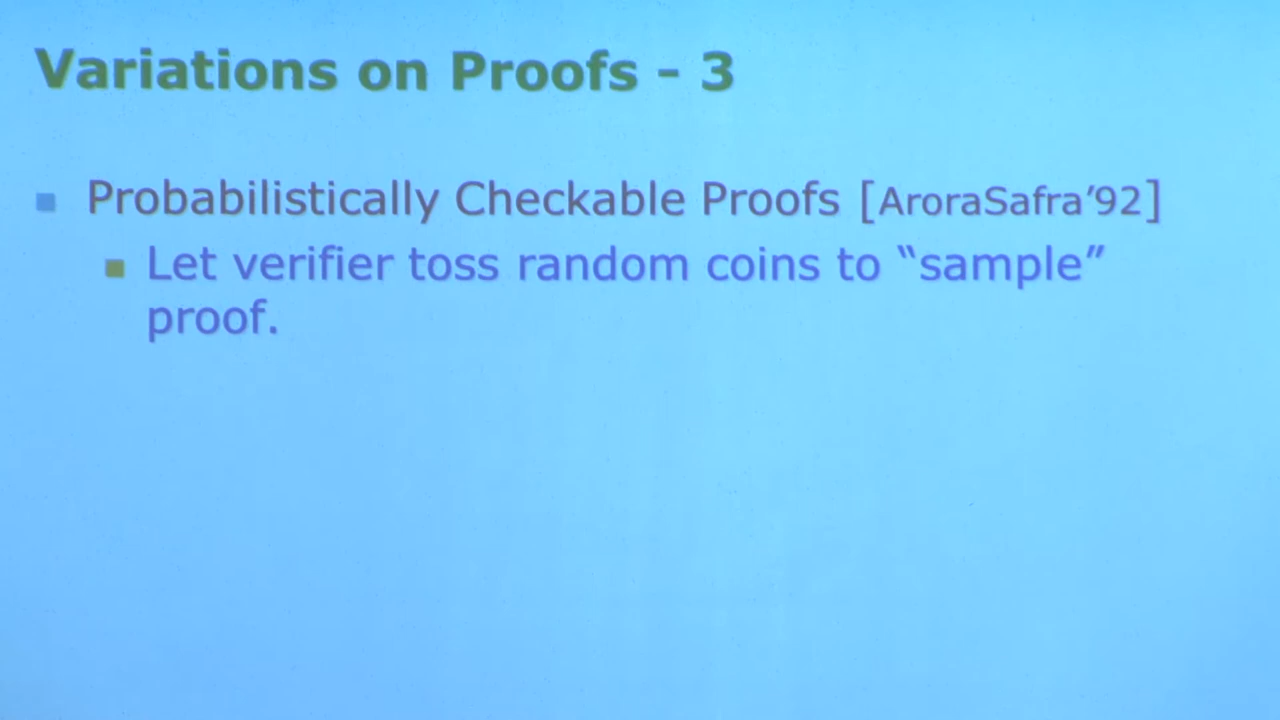 Variations on Proofs - 3
Probabilistically Checkable Proofs [AroraSafra’92]
Let verifier toss random coins to “sample”
proof.